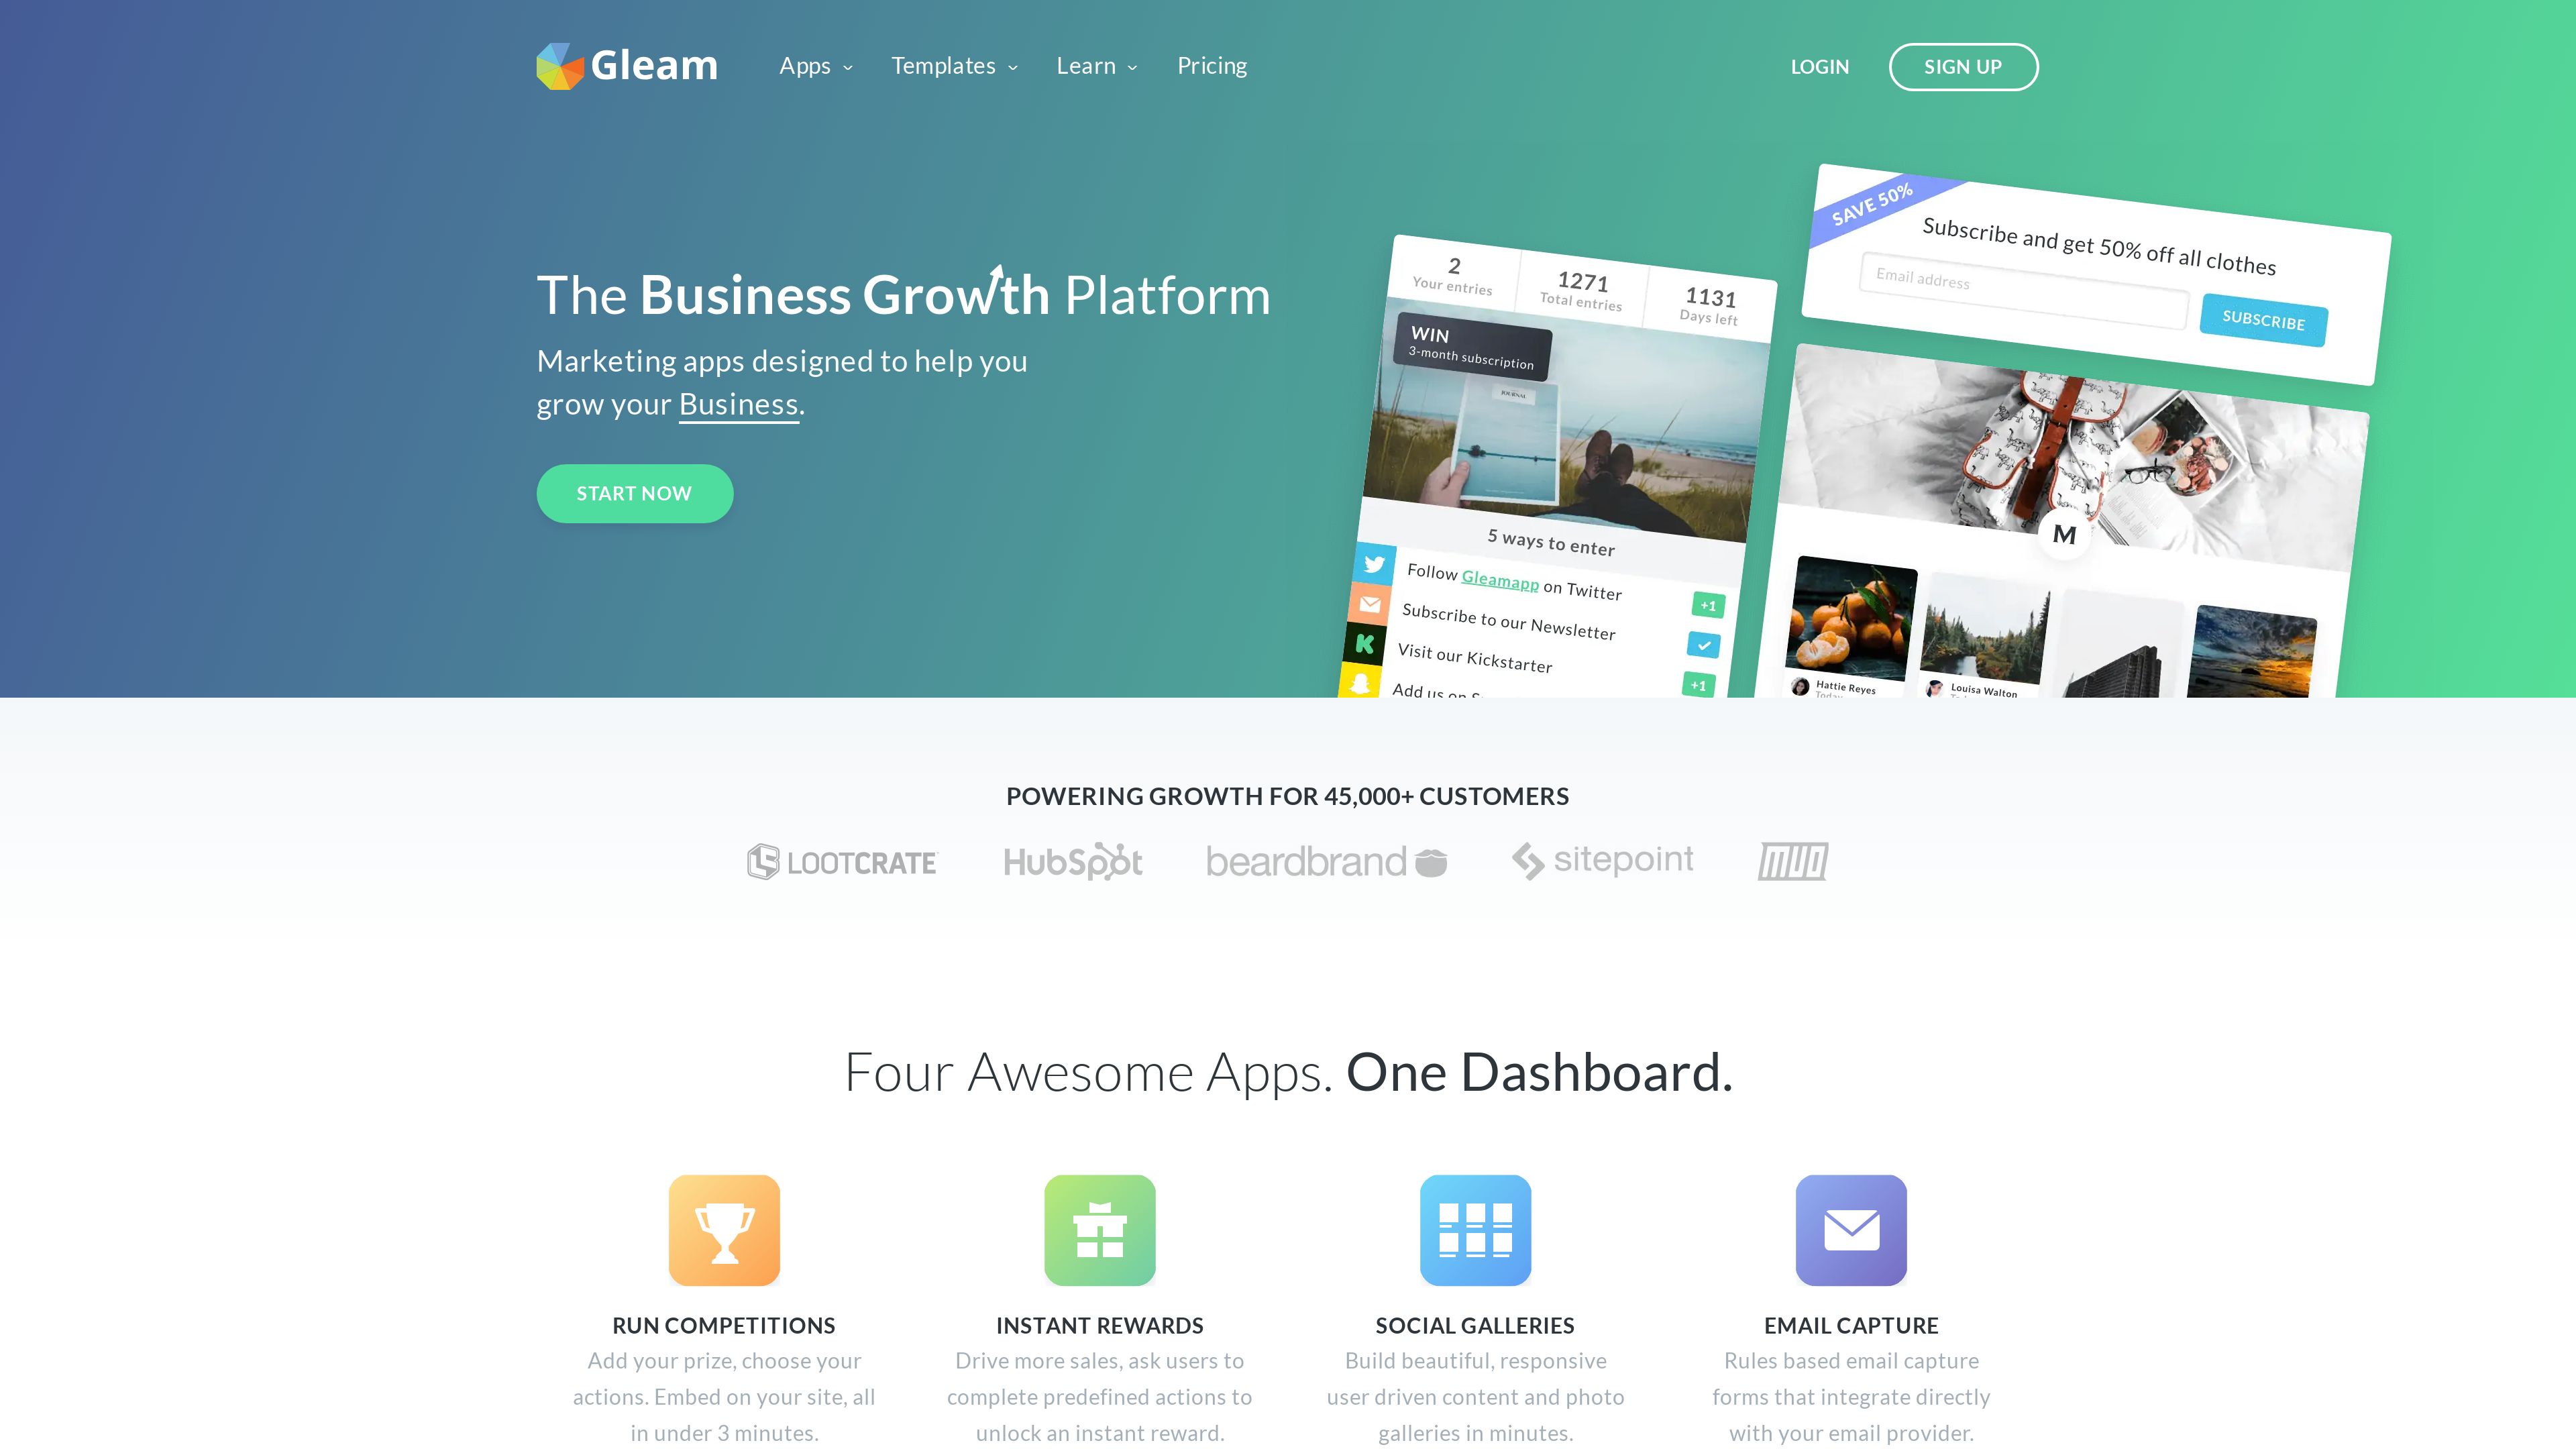 Gleam
Apps
Templates
Learn
Pricing
LOGIN
SIGN UP
The Business Growth Platform
Marketing apps designed to help you
grow your Business.
START NOW
2
Your entries
1271
Total entries
1131
Days left
WIN
3-month subscription
JOURNAL
5 ways to enter
Follow Gleamapp on Twitter
+1
Subscribe to our Newsletter
Visit our Kickstarter
+1
Add us on
SAVE 50%
Subscribe and get 50% off all clothes
Email address
SUBSCRIBE
M
Hattie Reyes
Today
Louisa Walton
POWERING GROWTH FOR 45,000+ CUSTOMERS
LOOTCRATE
HubSpot
beardbrand
sitepoint
Four Awesome Apps. One Dashboard.
RUN COMPETITIONS
Add your prize, choose your
actions. Embed on your site, all
in under 3 minutes.
INSTANT REWARDS
Drive more sales, ask users to
complete predefined actions to
unlock an instant reward.
SOCIAL GALLERIES
Build beautiful, responsive
user driven content and photo
galleries in minutes.
EMAIL CAPTURE
Rules based email capture
forms that integrate directly
with your email provider.